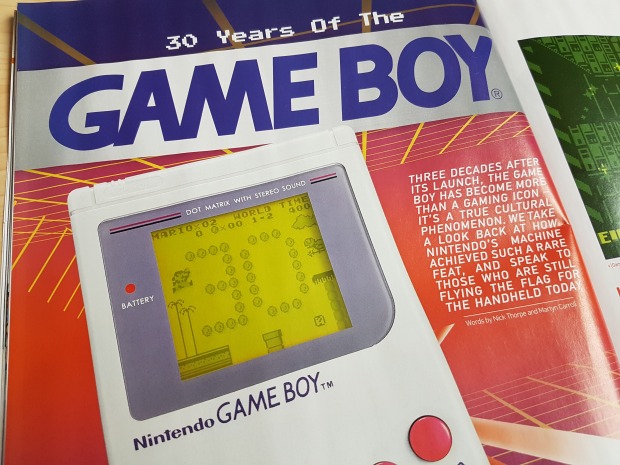 30 Years Of The
GAME BOY®
THREE DECADES AFTER
ITS LAUNCH, THE GAME
BOY HAS BECOME MORE
THAN A GAMING ICON –
IT'S A TRUE CULTURAL
PHENOMENON. WE TAKE
A LOOK BACK AT HOW
NINTENDO'S MACHINE
ACHIEVED SUCH A RARE
FEAT, AND SPEAK TO
THOSE WHO ARE STILL
FLYING THE FLAG FOR
THE HANDHELD TODAY
Words by Nick Thorpe and Martyn Carroll
DOT MATRIX WITH STEREO SOUND
MARIO×02 WORLD TIME
0 ×00 1-2 400
BATTERY
Nintendo GAME BOY™